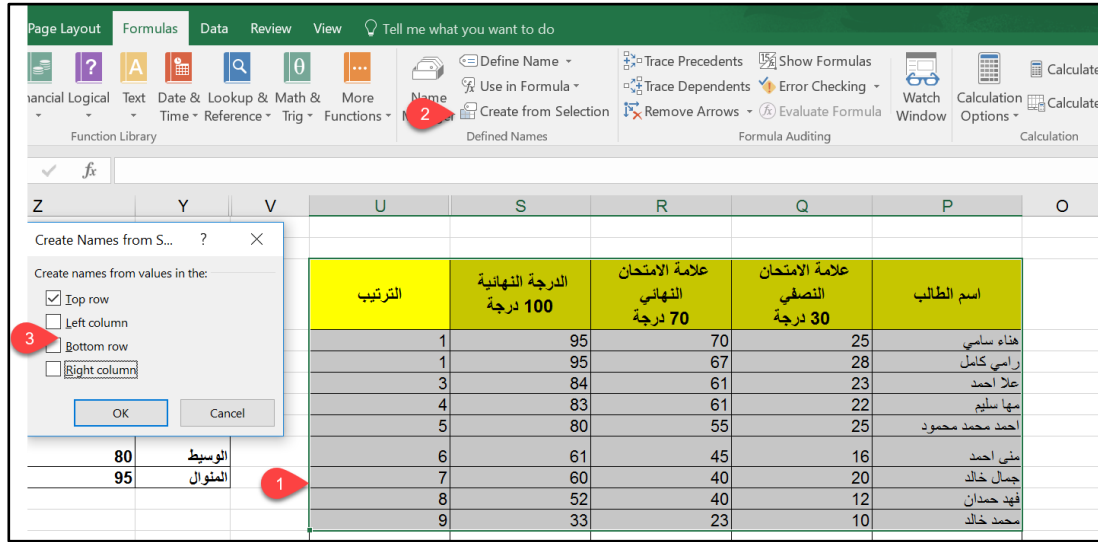 Page Layout Formulas Data Review View Tell me what you want to do
Define Name Trace Precedents Show Formulas
Use in Formula Trace Dependents Error Checking Calculate
Create from Selection Remove Arrows Evaluate Formula Calculate
ancial Logical Text Date & Lookup & Math & More Name Watch Calculation
Time Reference Trig Functions 2 Window Options
Function Library Defined Names Formula Auditing Calculation
fx
Z Y V U S R Q P O
Create Names from S... ? ×
Create names from values in the:
Top row
Left column
3 Bottom row
Right column
OK Cancel
اسم الطالب
علامة الامتحان
النصفي
30 درجة
علامة الامتحان
النهائي
70 درجة
الدرجة النهائية
100 درجة
الترتيب
هناء سامي 25 70 95 1
رامي كامل 28 67 95 1
علا احمد 23 61 84 3
مها سليم 22 61 83 4
احمد محمد محمود 25 55 80 5
منى احمد 16 45 61 6
جمال خالد 20 40 60 7
فهد حمدان 12 40 52 8
محمد خالد 10 23 33 9
الوسيط 80
المنوال 95
1